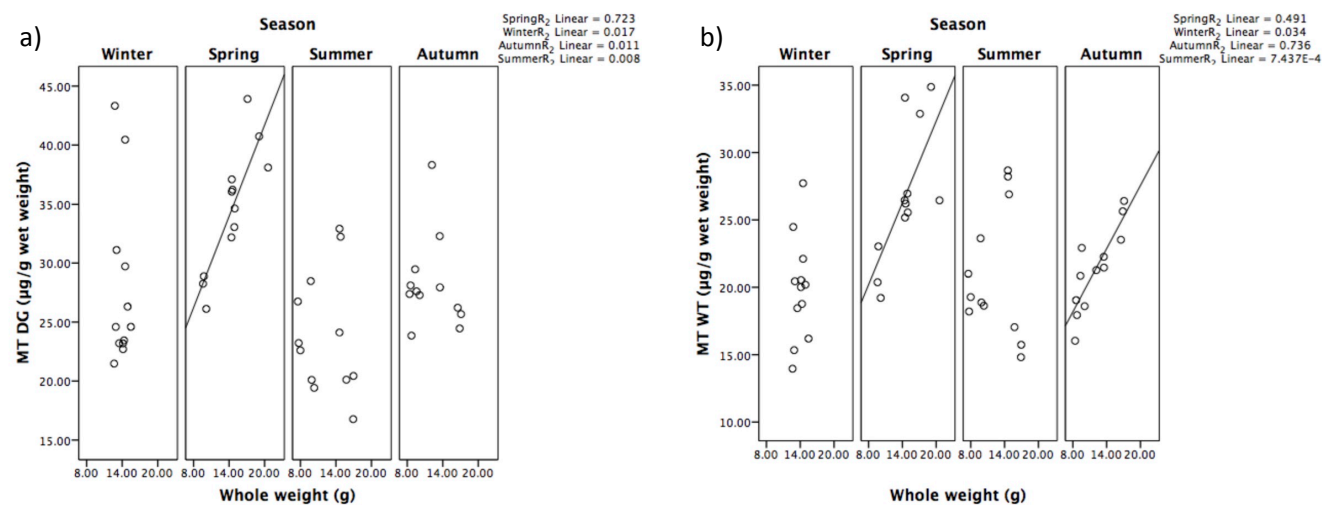 a)
Season
SpringR2 Linear = 0.723
WinterR2 Linear = 0.017
AutumnR2 Linear = 0.011
SummerR2 Linear = 0.008
Winter Spring Summer Autumn
MT DG (µg/g wet weight)
45.00
40.00
35.00
30.00
25.00
20.00
15.00
8.00 14.00 20.00 8.00 14.00 20.00 8.00 14.00 20.00 8.00 14.00 20.00
Whole weight (g)
b)
Season
SpringR2 Linear = 0.491
WinterR2 Linear = 0.034
AutumnR2 Linear = 0.736
SummerR2 Linear = 7.437E-4
Winter Spring Summer Autumn
MT WT (µg/g wet weight)
35.00
30.00
25.00
20.00
15.00
10.00
8.00 14.00 20.00 8.00 14.00 20.00 8.00 14.00 20.00 8.00 14.00 20.00
Whole weight (g)